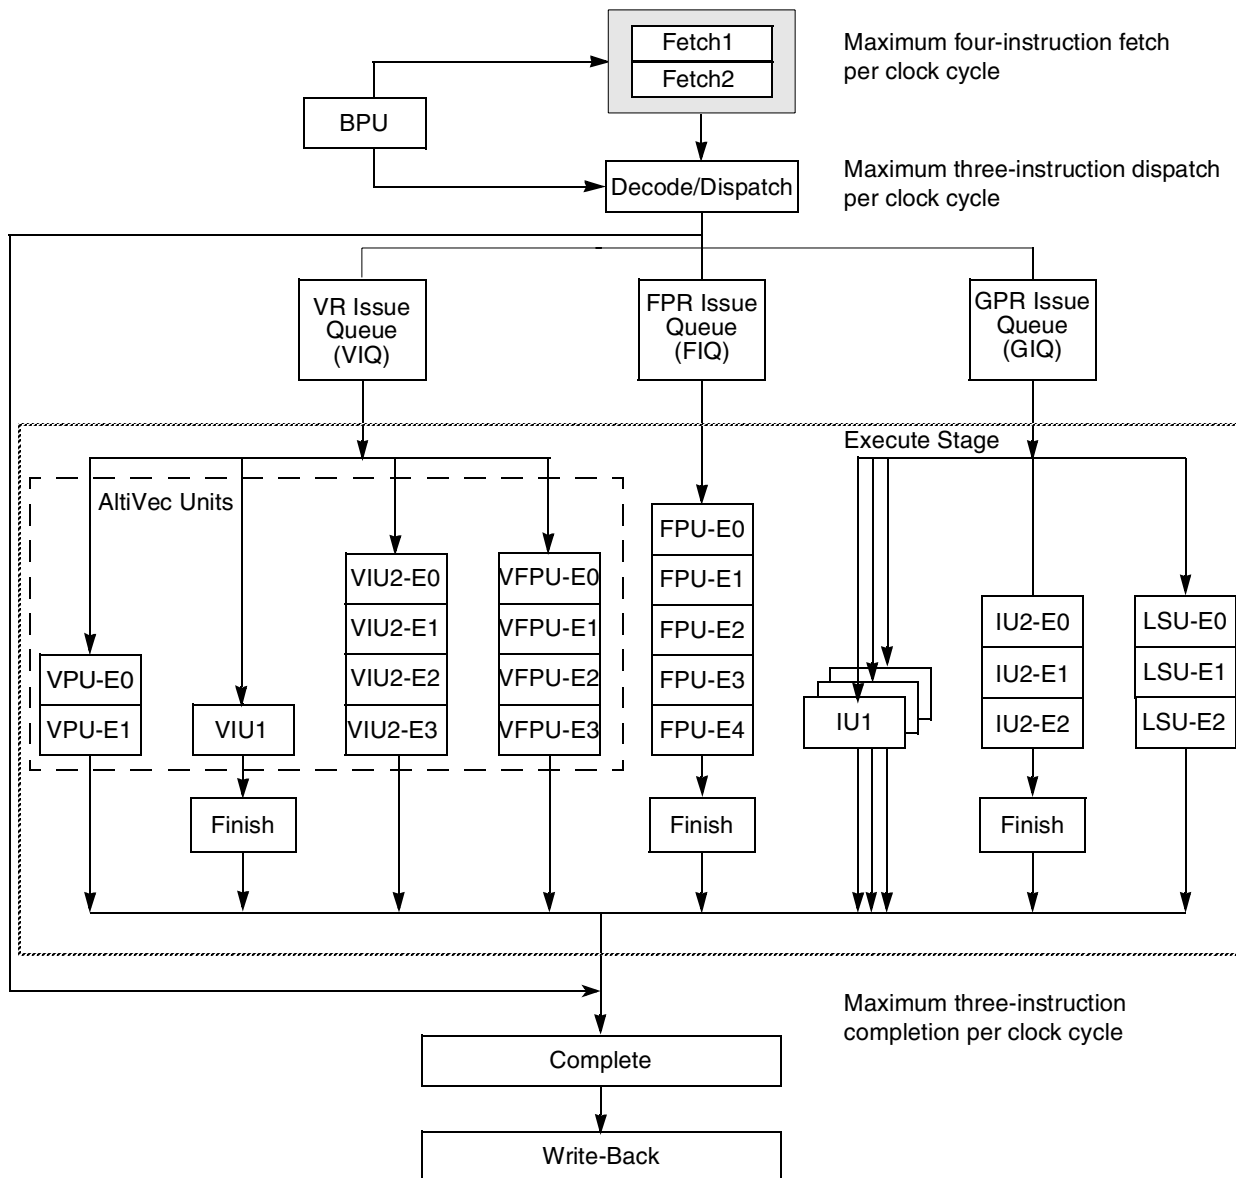 Fetch1
Fetch2
Maximum four-instruction fetch
per clock cycle
BPU
Decode/Dispatch
Maximum three-instruction dispatch
per clock cycle
VR Issue
Queue
(VIQ)
FPR Issue
Queue
(FIQ)
GPR Issue
Queue
(GIQ)
Execute Stage
AltiVec Units
VPU-E0
VPU-E1
VIU1
Finish
VIU2-E0
VIU2-E1
VIU2-E2
VIU2-E3
VFPU-E0
VFPU-E1
VFPU-E2
VFPU-E3
FPU-E0
FPU-E1
FPU-E2
FPU-E3
FPU-E4
Finish
IU1
IU2-E0
IU2-E1
IU2-E2
Finish
LSU-E0
LSU-E1
LSU-E2
Maximum three-instruction
completion per clock cycle
Complete
Write-Back